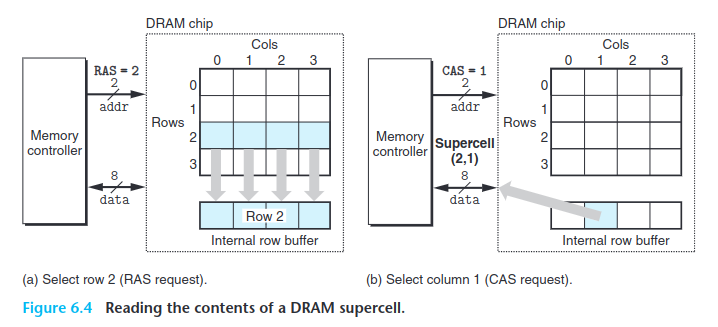 DRAM chip
Cols
0 1 2 3
RAS = 2
2
addr
Rows
0
1
2
3
Memory
controller
8
data
Row 2
Internal row buffer
(a) Select row 2 (RAS request).
DRAM chip
Cols
0 1 2 3
CAS = 1
2
addr
Rows
0
1
2
3
Memory
controller
Supercell
(2,1)
8
data
Internal row buffer
(b) Select column 1 (CAS request).
Figure 6.4 Reading the contents of a DRAM supercell.